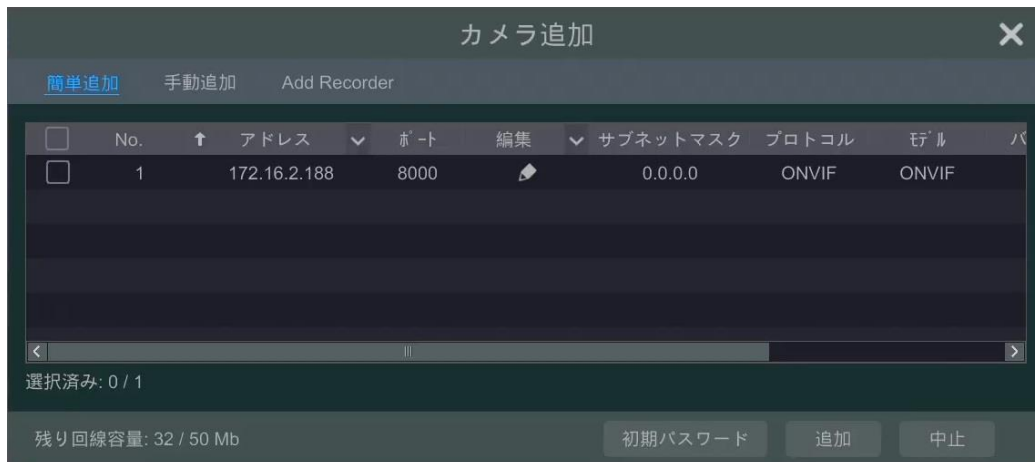 カメラ追加
簡単追加 手動追加 Add Recorder
No. アドレス ポート 編集 サブネットマスク プロトコル モデル パ
1 172.16.2.188 8000 0.0.0.0 ONVIF ONVIF
選択済み: 0 / 1
残り回線容量: 32 / 50 Mb 初期パスワード 追加 中止